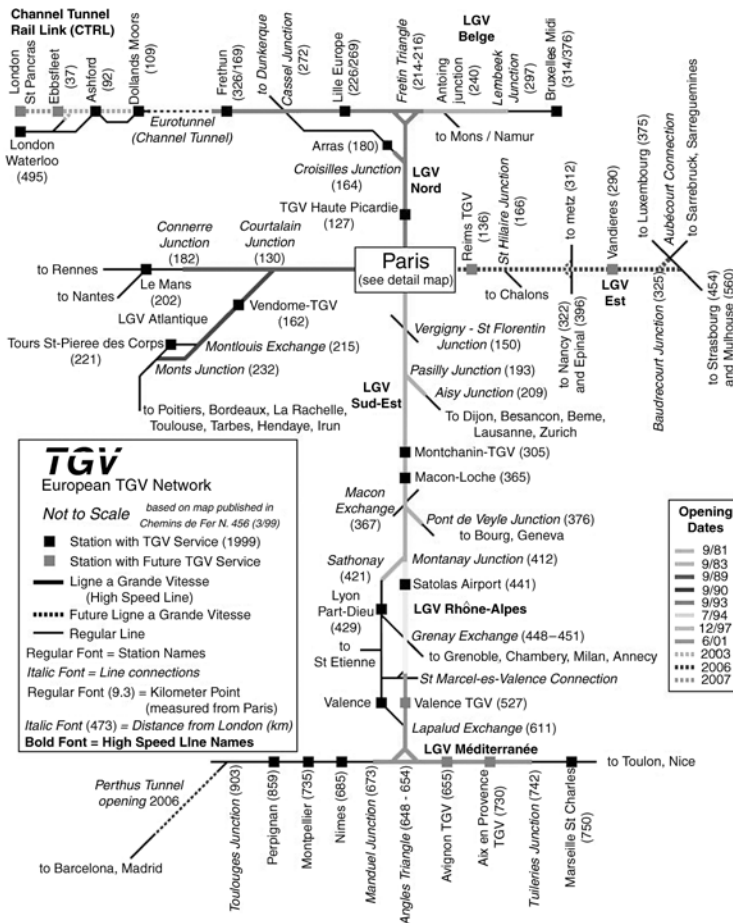 Channel Tunnel
Rail Link (CTRL)
London
St Pancras
Ebbsfleet
(37)
Ashford
(92)
Dollands Moors
(109)
Frethun
(326/169)
to Dunkerque
Cassel Junction
(272)
Lille Europe
(226/269)
Fretin Triangle
(214-216)
LGV
Belge
Antoing
junction
(240)
Lembeek
Junction
(297)
Bruxelles Midi
(314/376)
Eurotunnel
(Channel Tunnel)
to Mons / Namur
London
Waterloo
(495)
Arras (180)
Croisilles Junction
(164)
LGV
Nord
TGV Haute Picardie
(127)
Connerre
Junction
(182)
Courtalain
Junction
(130)
Paris
(see detail map)
Reims TGV
(136)
St Hilaire Junction
(166)
to metz (312)
Vandieres (290)
to Luxembourg (375)
Aubécourt Connection
to Sarrebruck, Sarreguemines
to Rennes
to Nantes
Le Mans
(202)
LGV Atlantique
Vendome-TGV
(162)
to Chalons
LGV
Est
to Nancy (322)
and Epinal (396)
Baudrecourt Junction (325)
to Strasbourg (454)
and Mulhouse (560)
Tours St-Pieree des Corps
(221)
Montlouis Exchange (215)
Monts Junction (232)
to Poitiers, Bordeaux, La Rachelle,
Toulouse, Tarbes, Hendaye, Irun
Vergigny - St Florentin
Junction (150)
Pasilly Junction (193)
Aisy Junction (209)
LGV
Sud-Est
To Dijon, Besancon, Beme,
Lausanne, Zurich
Montchanin-TGV (305)
Macon-Loche (365)
Macon
Exchange
(367)
Pont de Veyle Junction (376)
to Bourg, Geneva
Sathonay
(421)
Montanay Junction (412)
Lyon
Part-Dieu
(429)
Satolas Airport (441)
LGV Rhône-Alpes
Grenay Exchange (448–451)
to
St Etienne
to Grenoble, Chambery, Milan, Annecy
St Marcel-es-Valence Connection
Valence
Valence TGV (527)
Lapalud Exchange (611)
LGV Méditerranée
to Toulon, Nice
Perthus Tunnel
opening 2006
to Barcelona, Madrid
Toulouges Junction (903)
Perpignan (859)
Montpellier (735)
Nimes (685)
Manduel Junction (673)
Angles Triangle (648 - 654)
Avignon TGV (655)
Aix en Provence
TGV (730)
Tuileries Junction (742)
Marseille St Charles
(750)
TGV
European TGV Network
Not to Scale
based on map published in
Chemins de Fer N. 456 (3/99)
Station with TGV Service (1999)
Station with Future TGV Service
Ligne a Grande Vitesse
(High Speed Line)
Future Ligne a Grande Vitesse
Regular Line
Regular Font = Station Names
Italic Font = Line connections
Regular Font (9.3) = Kilometer Point
(measured from Paris)
Italic Font (473) = Distance from London (km)
Bold Font = High Speed LIne Names
Opening
Dates
9/81
9/83
9/89
9/90
9/93
7/94
12/97
6/01
2003
2006
2007